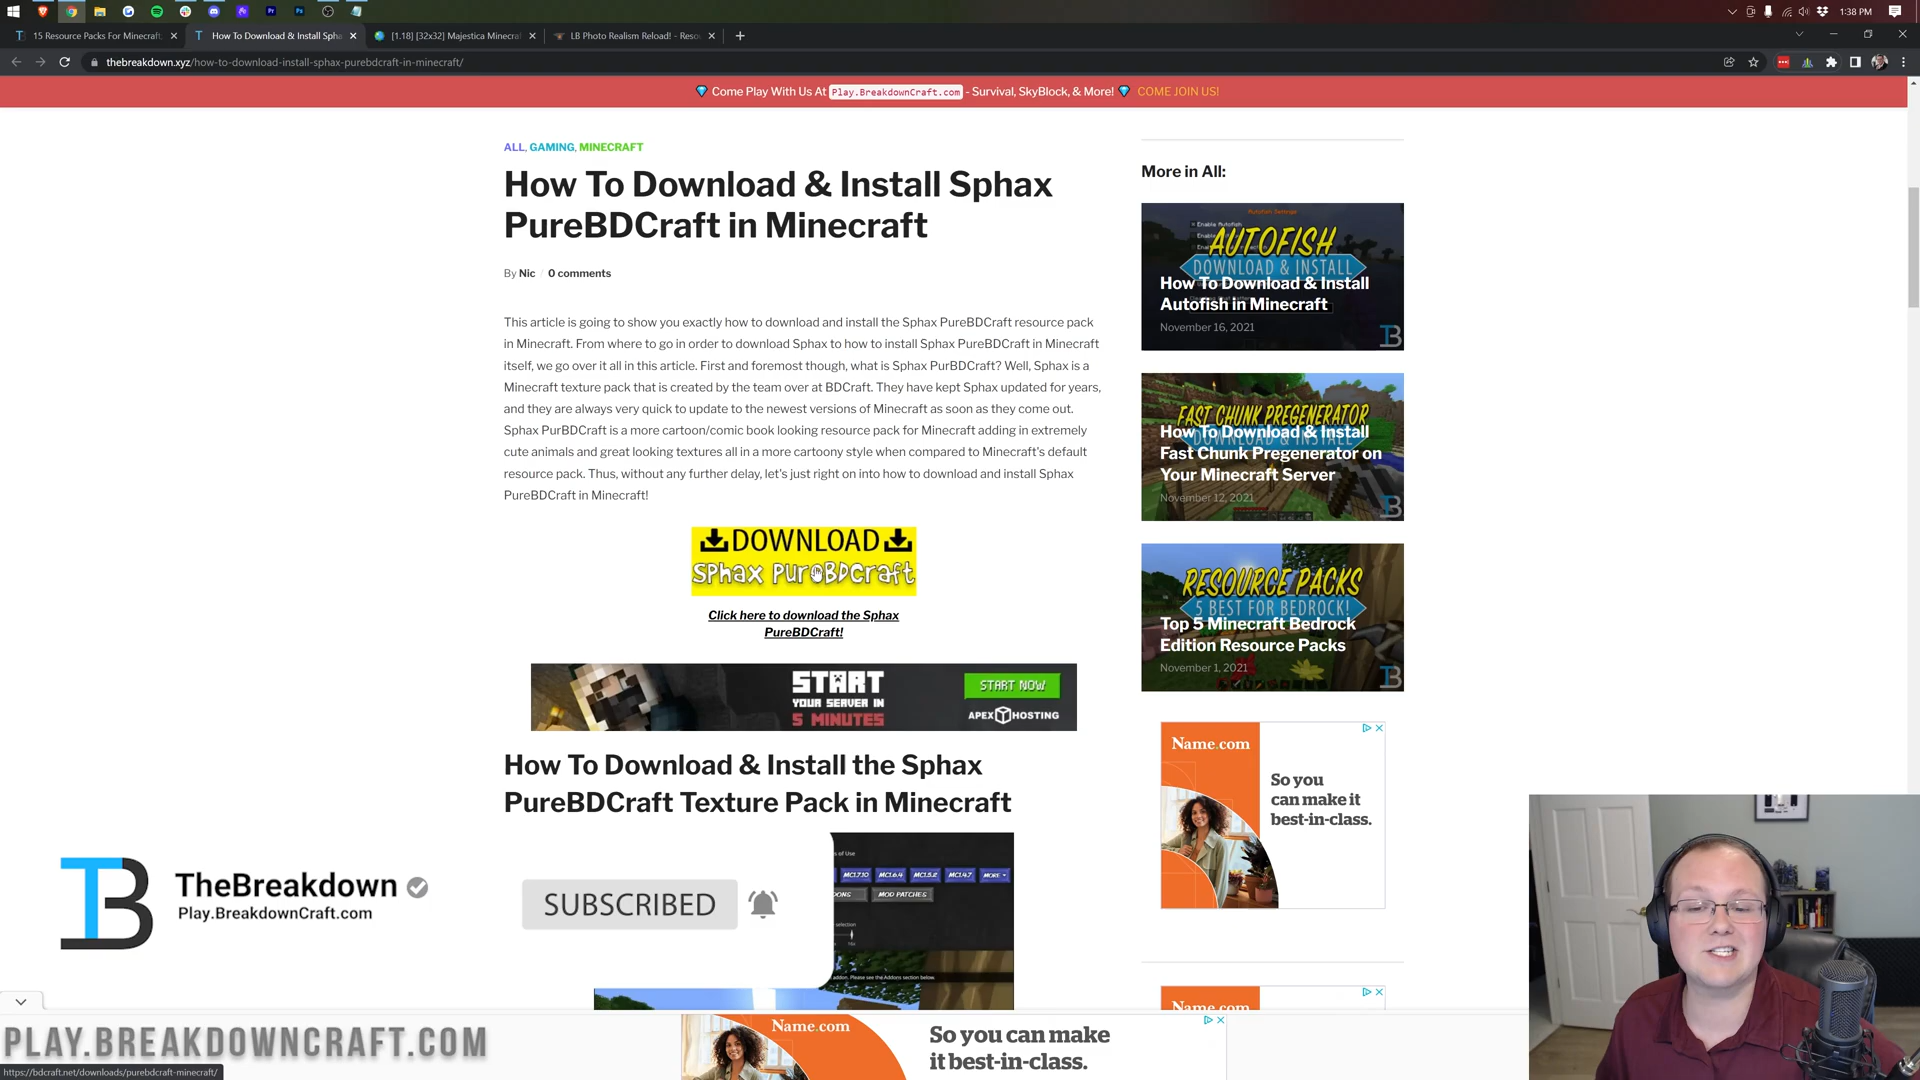 1:38 PM
15 Resource Packs For Minecraft
How To Download & Install Spha
[1.18] [32x32] Majestica Minecra
LB Photo Realism Reload! - Reso
thebreakdown.xyz/how-to-download-install-sphax-purebdcraft-in-minecraft/
Come Play With Us At Play.BreakdownCraft.com - Survival, SkyBlock, & More! COME JOIN US!
ALL, GAMING, MINECRAFT
How To Download & Install Sphax
PureBDCraft in Minecraft
By Nic / 0 comments
This article is going to show you exactly how to download and install the Sphax PureBDCraft resource pack
in Minecraft. From where to go in order to download Sphax to how to install Sphax PureBDCraft in Minecraft
itself, we go over it all in this article. First and foremost though, what is Sphax PurBDCraft? Well, Sphax is a
Minecraft texture pack that is created by the team over at BDCraft. They have kept Sphax updated for years,
and they are always very quick to update to the newest versions of Minecraft as soon as they come out.
Sphax PurBDCraft is a more cartoon/comic book looking resource pack for Minecraft adding in extremely
cute animals and great looking textures all in a more cartoony style when compared to Minecraft's default
resource pack. Thus, without any further delay, let's just right on into how to download and install Sphax
PureBDCraft in Minecraft!
DOWNLOAD
Sphax PureBDCraft
Click here to download the Sphax
PureBDCraft!
START
YOUR SERVER IN
5 MINUTES
START NOW!
APEX HOSTING
How To Download & Install the Sphax
PureBDCraft Texture Pack in Minecraft
s of Use
MC1.7.10 MC1.6.4 MC1.5.2 MC1.4.7 MORE
ONS MOD PATCHES
selection
addon. Please see the Addons section below.
More in All:
AUTOFISH
DOWNLOAD & INSTALL
How To Download & Install
Autofish in Minecraft
November 16, 2021
FAST CHUNK PREGENERATOR
DOWNLOAD & INSTALL
How To Download & Install
Fast Chunk Pregenerator on
Your Minecraft Server
November 12, 2021
RESOURCE PACKS
5 BEST FOR BEDROCK!
Top 5 Minecraft Bedrock
Edition Resource Packs
November 1, 2021
Name.com
So you
can make it
best-in-class.
Name.com
TheBreakdown
Play.BreakdownCraft.com
SUBSCRIBED
PLAY.BREAKDOWNCRAFT.COM
https://bdcraft.net/downloads/purebdcraft-minecraft/
Name.com
So you can make
it best-in-class.